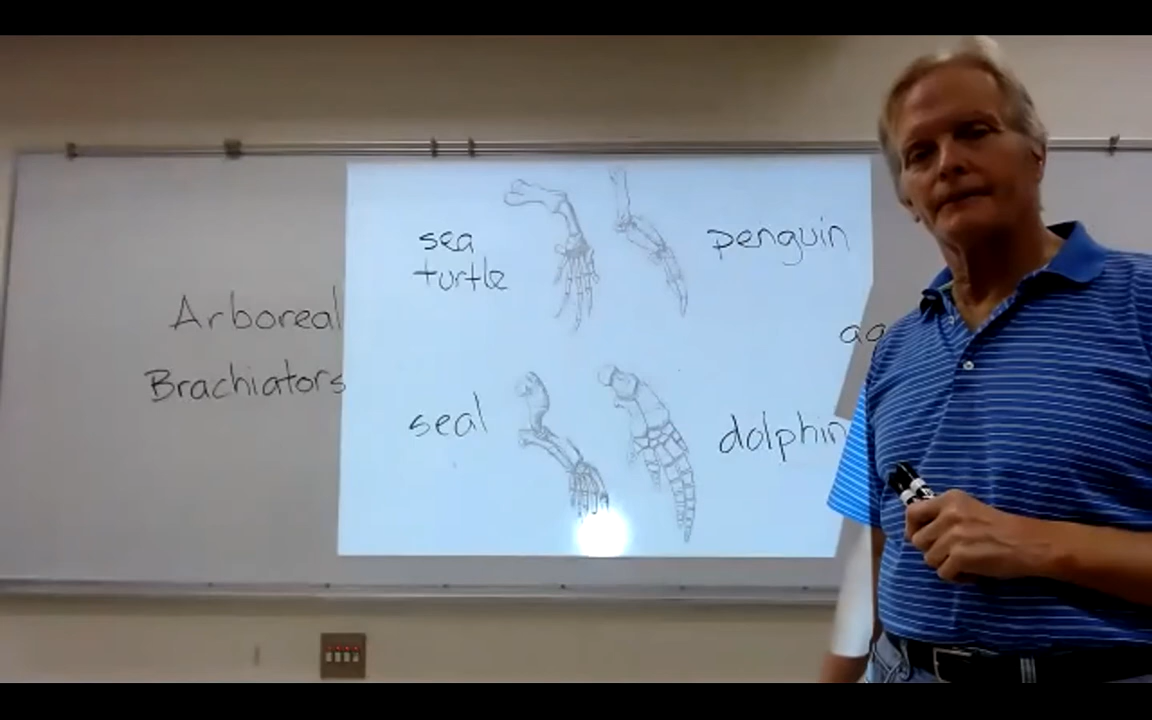 sea
turtle
penguin
Arboreal
Brachiators
seal
dolphin